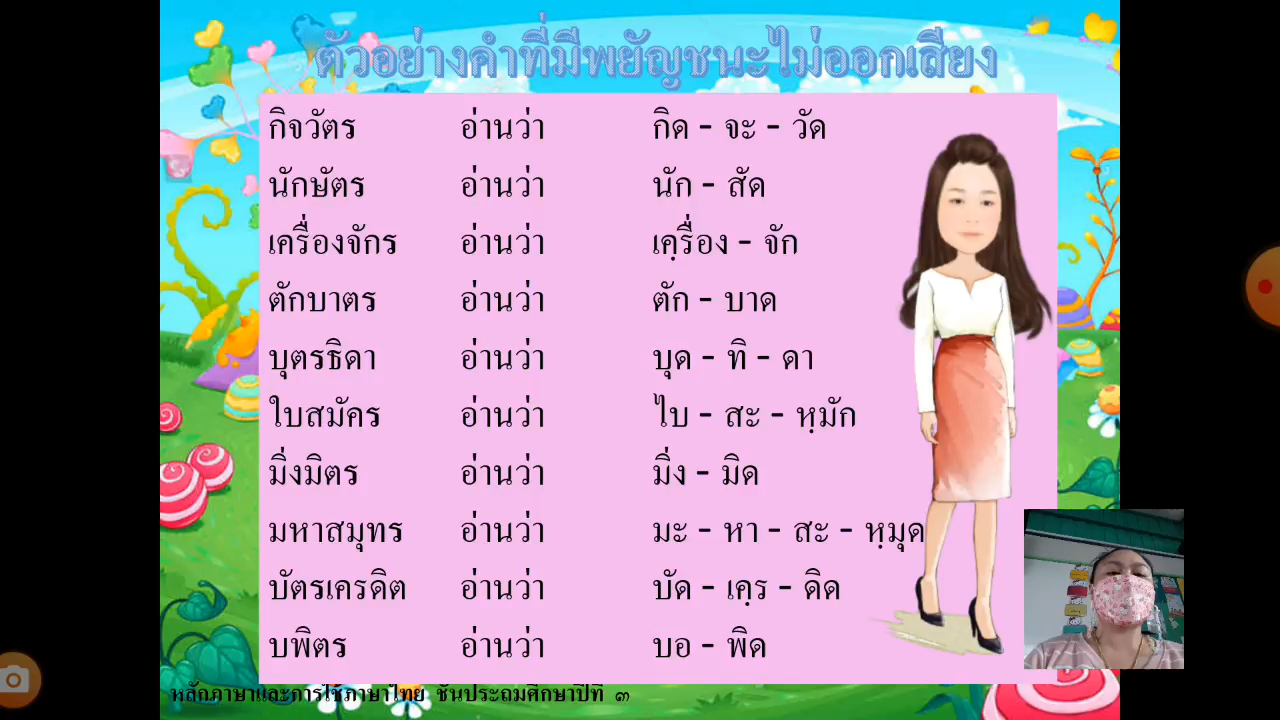 ตัวอย่างคำที่มีพยัญชนะไม่ออกเสียง
กิจวัตร อ่านว่า กิด - จะ - วัด
นักษัตร อ่านว่า นัก - สัด
เครื่องจักร อ่านว่า เคฺรื่อง - จัก
ตักบาตร อ่านว่า ตัก - บาด
บุตรธิดา อ่านว่า บุด - ทิ - ดา
ใบสมัคร อ่านว่า ไบ - สะ - หฺมัก
มิ่งมิตร อ่านว่า มิ่ง - มิด
มหาสมุทร อ่านว่า มะ - หา - สะ - หฺมุด
บัตรเครดิต อ่านว่า บัด - เคฺร - ดิด
บพิตร อ่านว่า บอ - พิด
หลักภาษาและการใช้ภาษาไทย ชั้นประถมศึกษาปีที่ ๓